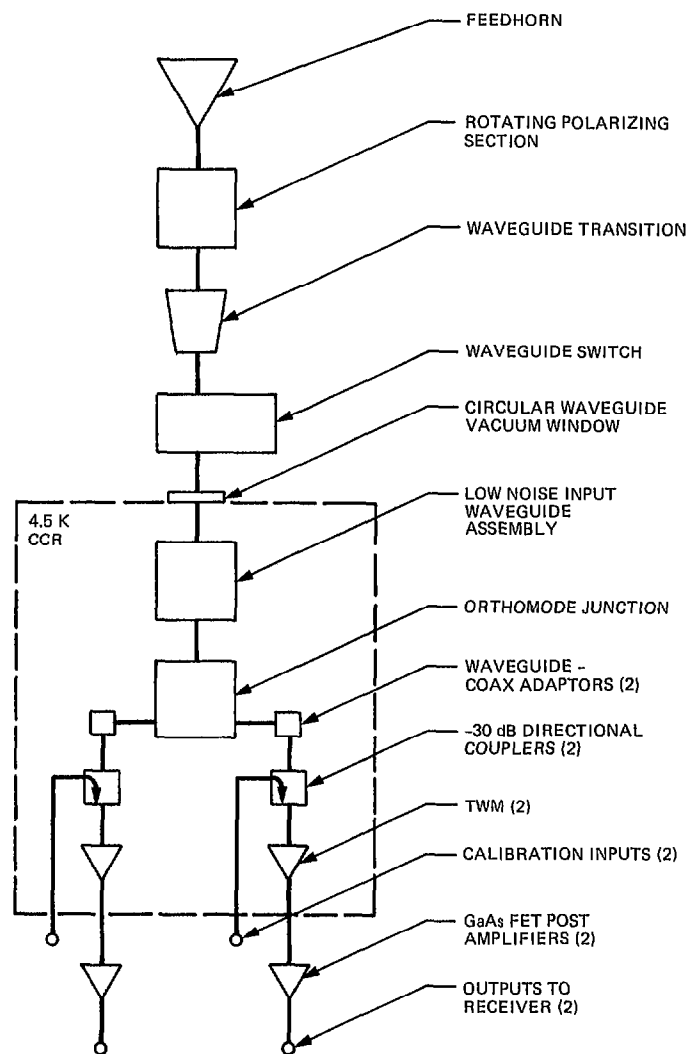 FEEDHORN
ROTATING POLARIZING
SECTION
WAVEGUIDE TRANSITION
WAVEGUIDE SWITCH
CIRCULAR WAVEGUIDE
VACUUM WINDOW
4.5 K
CCR
LOW NOISE INPUT
WAVEGUIDE
ASSEMBLY
ORTHOMODE JUNCTION
WAVEGUIDE -
COAX ADAPTORS (2)
-30 dB DIRECTIONAL
COUPLERS (2)
TWM (2)
CALIBRATION INPUTS (2)
GaAs FET POST
AMPLIFIERS (2)
OUTPUTS TO
RECEIVER (2)